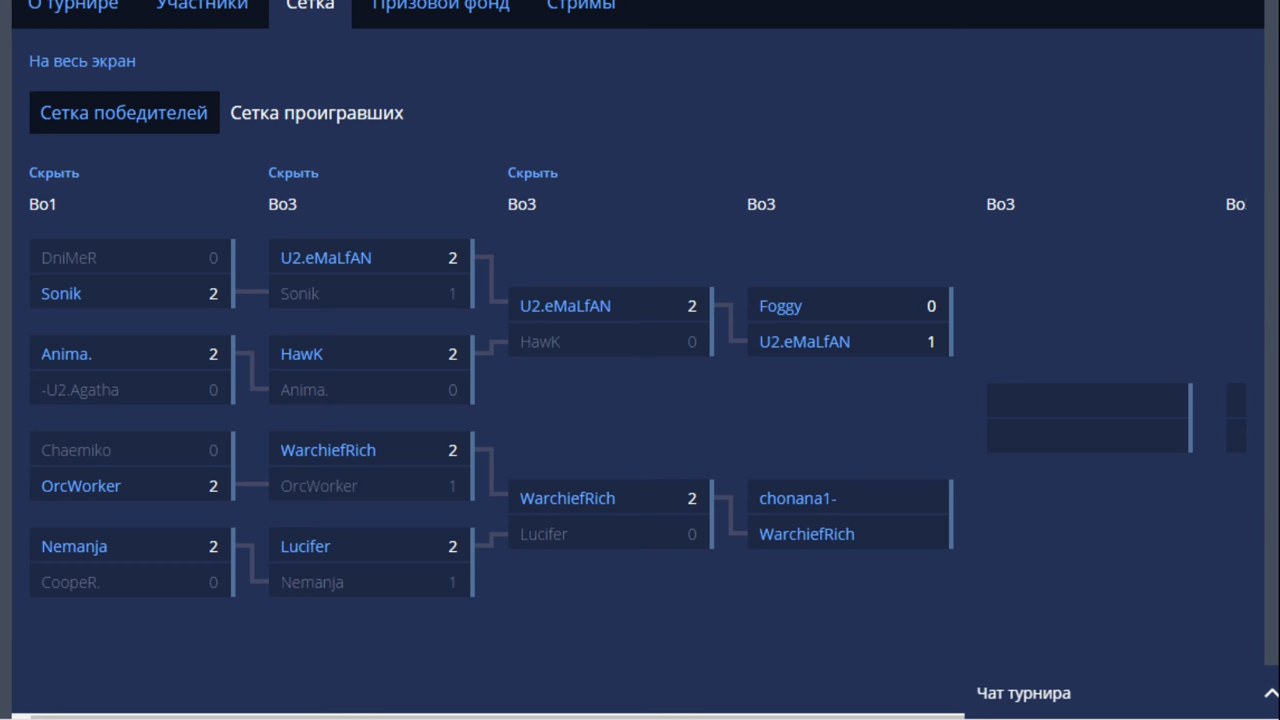 О турнире Участники Сетка Призовой фонд Стримы
На весь экран
Сетка победителей Сетка проигравших
Скрыть Скрыть Скрыть
Bo1 Bo3 Bo3 Bo3 Bo3 Bo
DniMeR 0
Sonik 2
Anima. 2
-U2.Agatha 0
Chaemiko 0
OrcWorker 2
Nemanja 2
CoopeR. 0
U2.eMaLfAN 2
Sonik 1
HawK 2
Anima. 0
WarchiefRich 2
OrcWorker 1
Lucifer 2
Nemanja 1
U2.eMaLfAN 2
HawK 0
WarchiefRich 2
Lucifer 0
Foggy 0
U2.eMaLfAN 1
chonana1-
WarchiefRich
Чат турнира